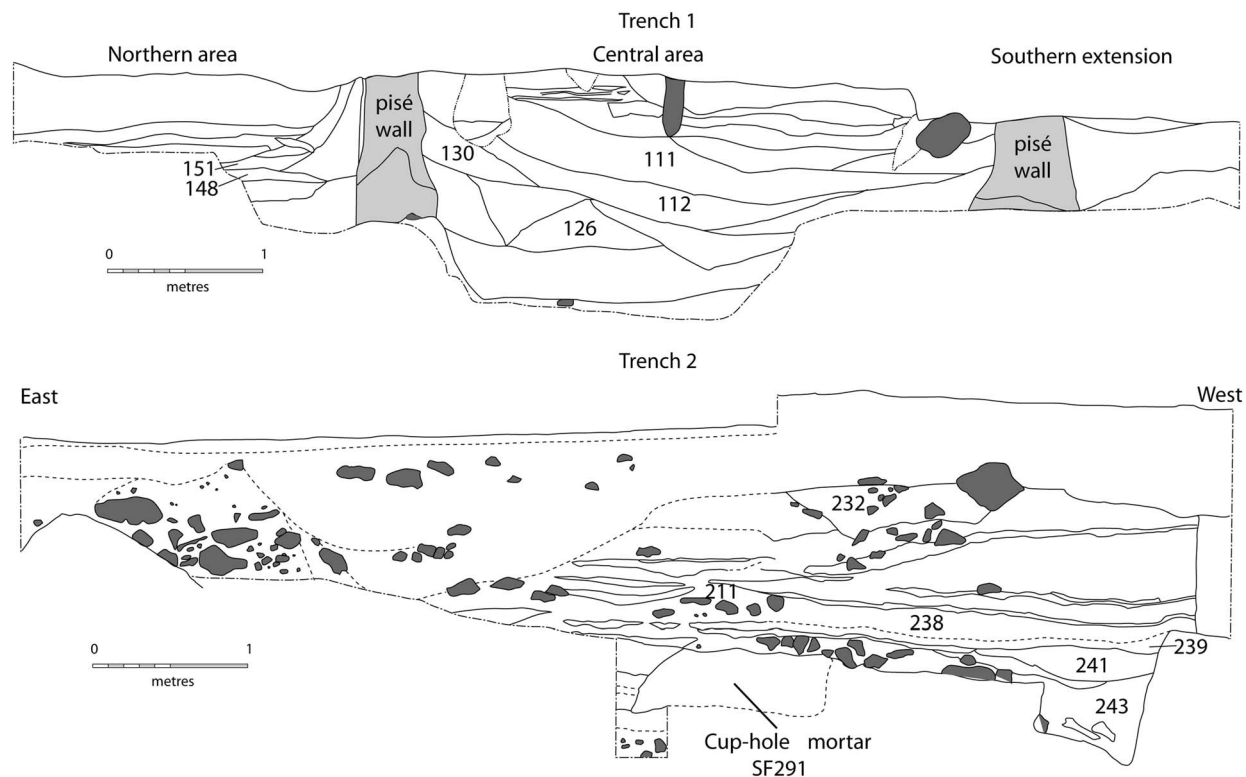 Trench 1
Northern area Central area Southern extension
pisé
wall
130
111
pisé
wall
151
148
112
126
0 1
metres
Trench 2
East West
232
211
238
239
241
243
0 1
metres
Cup-hole mortar
SF291